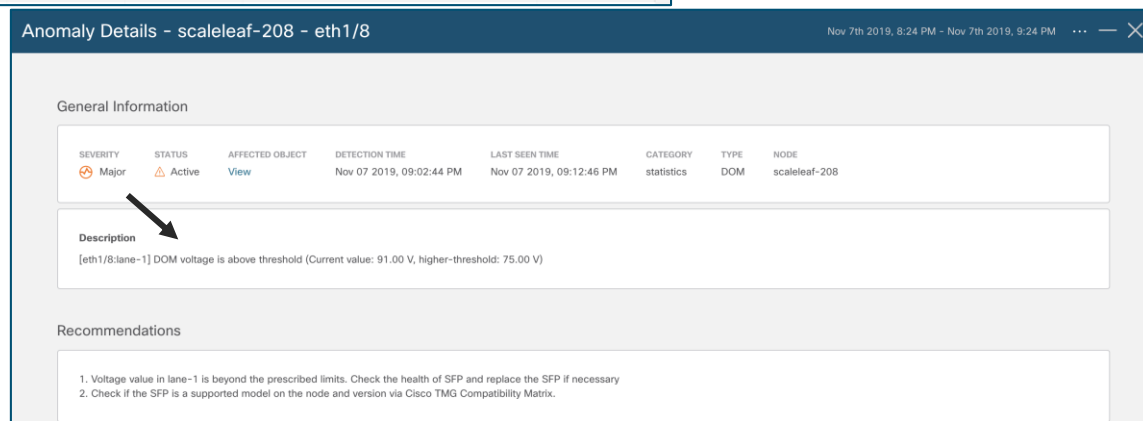 Anomaly Details - scaleleaf-208 - eth1/8
Nov 7th 2019, 8:24 PM - Nov 7th 2019, 9:24 PM
General Information
SEVERITY STATUS AFFECTED OBJECT DETECTION TIME LAST SEEN TIME CATEGORY TYPE NODE
Major Active View Nov 07 2019, 09:02:44 PM Nov 07 2019, 09:12:46 PM statistics DOM scaleleaf-208
Description
[eth1/8:lane-1] DOM voltage is above threshold (Current value: 91.00 V, higher-threshold: 75.00 V)
Recommendations
1. Voltage value in lane-1 is beyond the prescribed limits. Check the health of SFP and replace the SFP if necessary
2. Check if the SFP is a supported model on the node and version via Cisco TMG Compatibility Matrix.